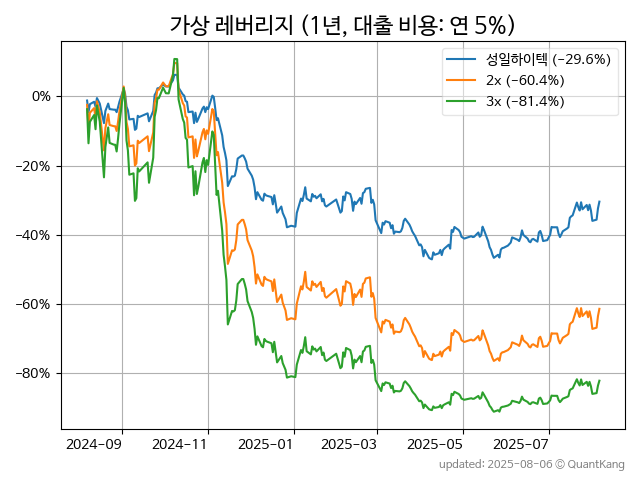 가상 레버리지 (1년, 대출 비용: 연 5%)
성일하이텍 (−29.6%)
2x (−60.4%)
3x (−81.4%)
0%
−20%
−40%
−60%
−80%
2024-09 2024-11 2025-01 2025-03 2025-05 2025-07
updated: 2025-08-06 © QuantKang